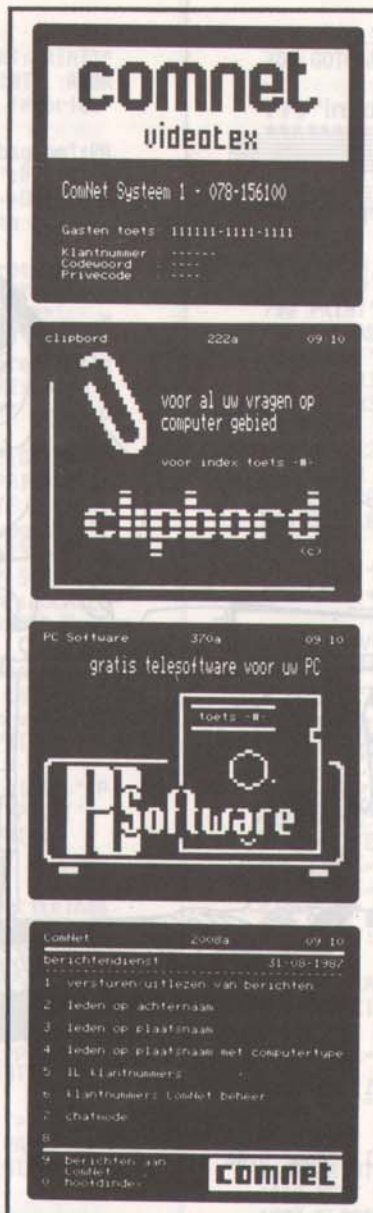 comnet
videotex
ComNet Systeem 1 - 078-156100
Gasten toets: 111111-1111-1111
Klantnummer : ------
Codewoord : ----
Privecode : ----
clipbord 222a 09:10
voor al uw vragen op
computer gebied
voor index toets -#-
clipbord
(c)
PC Software 370a 09:10
gratis telesoftware voor uw PC
toets -#-
PC Software
ComNet 2008a 09:10
berichtendienst 31-08-1987
1 versturen/uitlezen van berichten
2 leden op achternaam
3 leden op plaatsnaam
4 leden op plaatsnaam met computertype
5 IL klantnummers
6 klantnummers ComNet beheer
7 chatmode
8
9 berichten aan
ComNet
0 hoofdindex
comnet